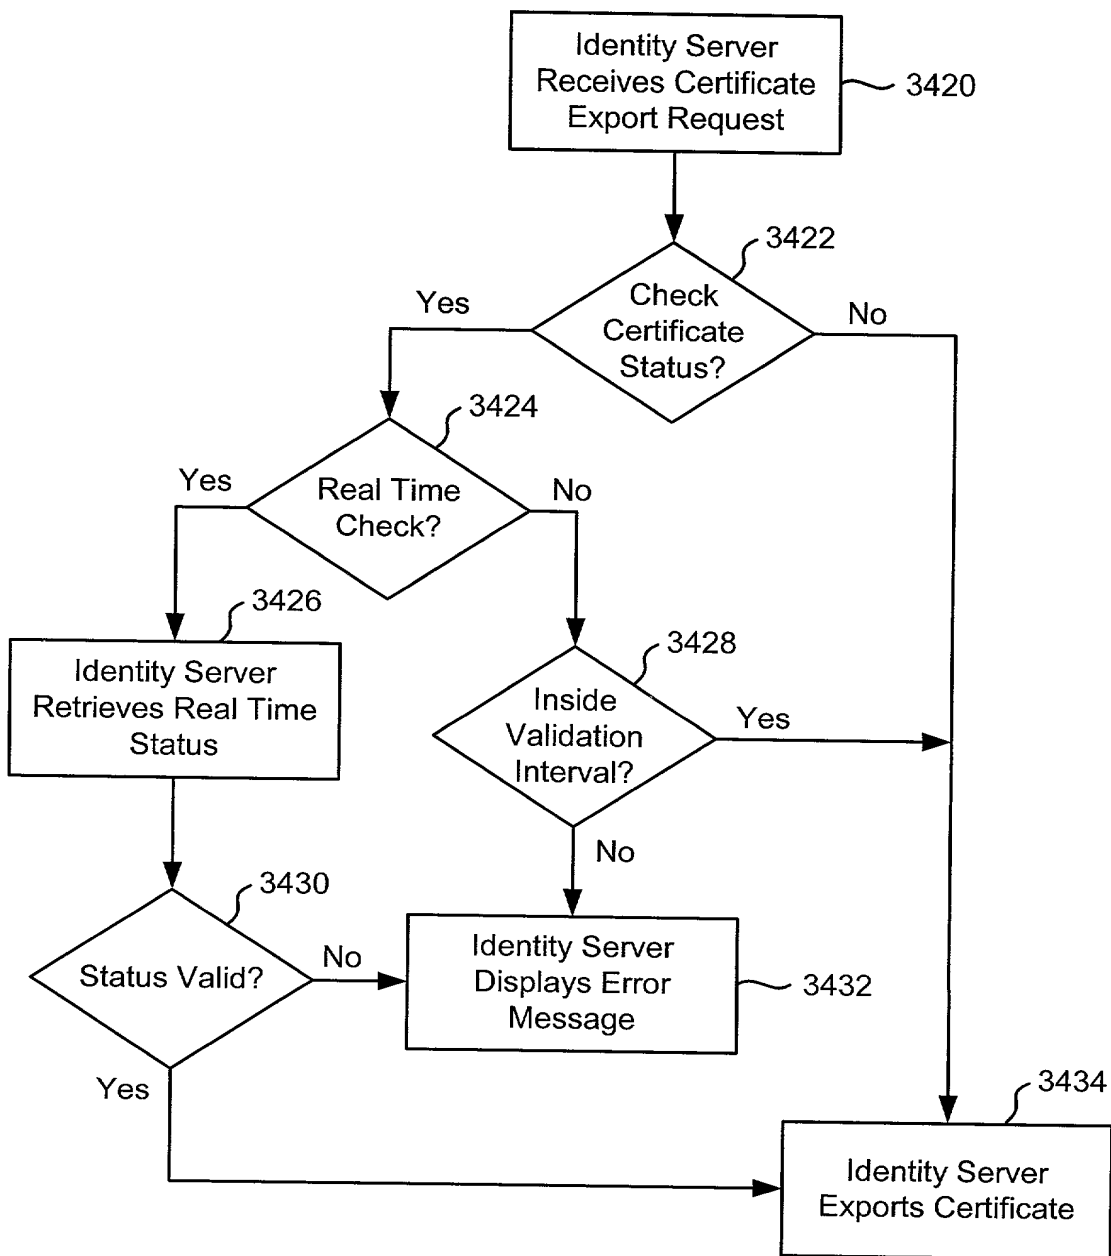 Identity Server
Receives Certificate
Export Request
3420
3422
Check
Certificate
Status?
Yes
No
3424
Real Time
Check?
Yes
No
3426
Identity Server
Retrieves Real Time
Status
3428
Inside
Validation
Interval?
Yes
No
3430
Status Valid?
No
Yes
Identity Server
Displays Error
Message
3432
3434
Identity Server
Exports Certificate